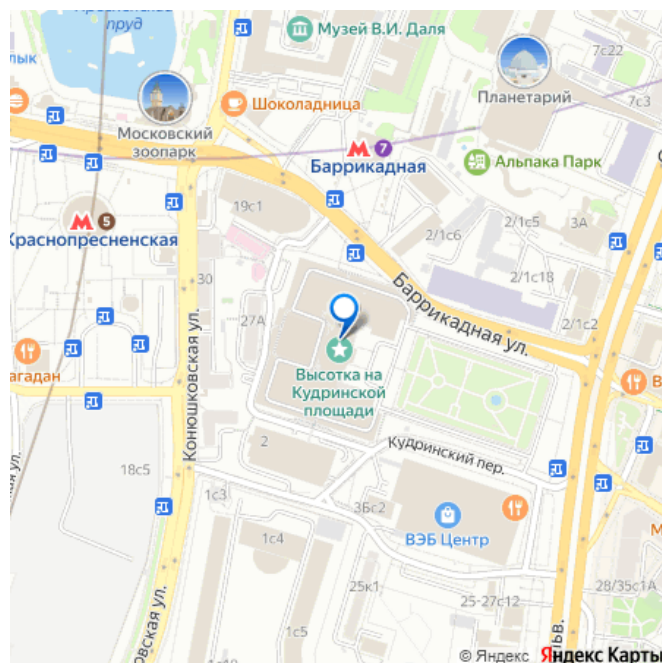 пруд
Музей В.И. Даля
7с22
Планетарий
7с3
Шоколадница
Московский
зоопарк
М 7
Баррикадная
Альпака Парк
19с1
М 5
Краснопресненская
2/1с6
2/1с5
3А
2/1с18
30
27А
Баррикадная ул.
2/1с2
Конюшковская ул.
Высотка на
Кудринской
площади
2
Кудринский пер.
18с5
1с3
3Бс2
ВЭБ Центр
1с4
25к1
25-27с12
28/35с1А
1с5
© Яндекс Яндекс Карты